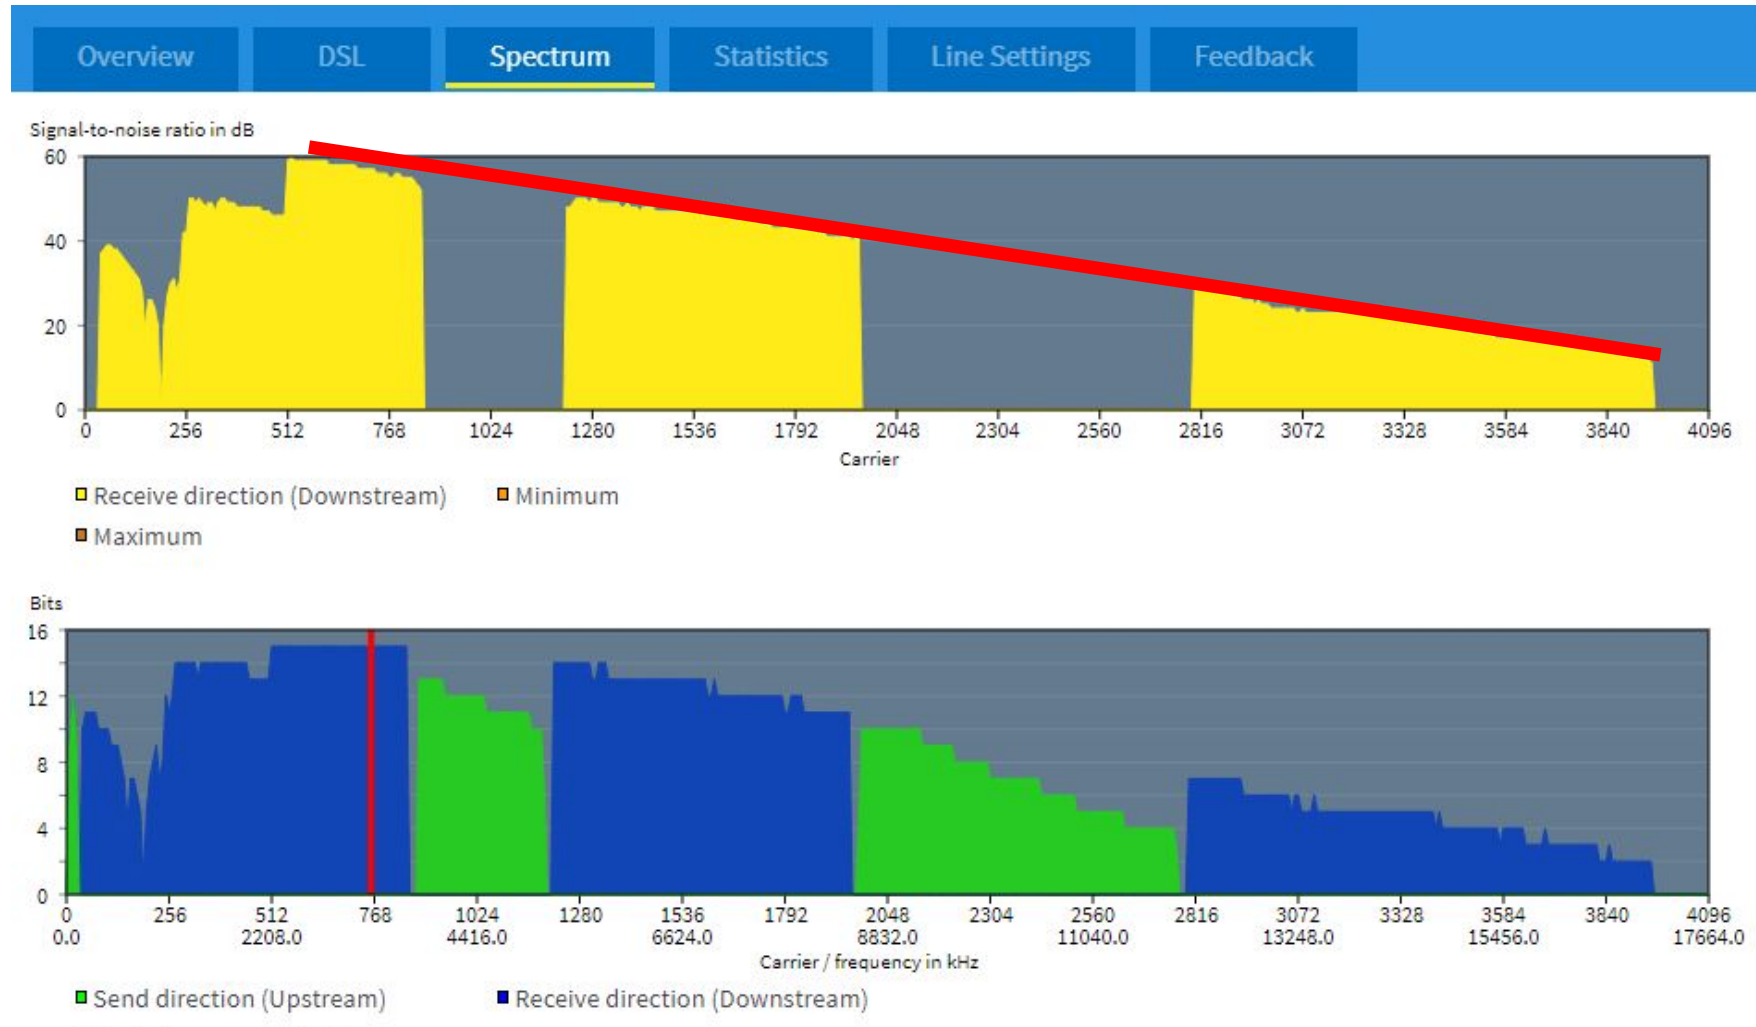 Overview DSL Spectrum Statistics Line Settings Feedback
Signal-to-noise ratio in dB
60
40
20
0
0 256 512 768 1024 1280 1536 1792 2048 2304 2560 2816 3072 3328 3584 3840 4096
Carrier
Receive direction (Downstream) Minimum
Maximum
Bits
16
12
8
4
0
0 256 512 768 1024 1280 1536 1792 2048 2304 2560 2816 3072 3328 3584 3840 4096
0.0 2208.0 4416.0 6624.0 8832.0 11040.0 13248.0 15456.0 17664.0
Carrier / frequency in kHz
Send direction (Upstream) Receive direction (Downstream)